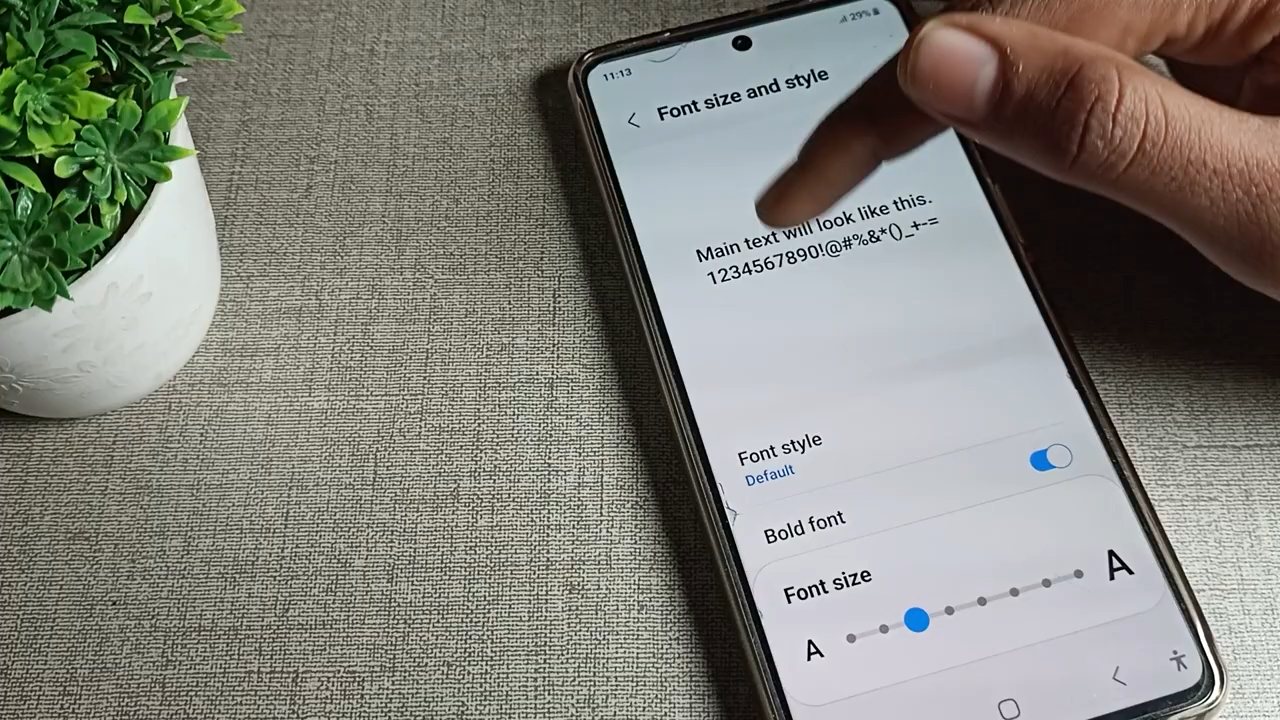 11:13
29%
Font size and style
Main text will look like this.
1234567890!@#%&*()_+-=
Font style
Default
Bold font
Font size
A
A